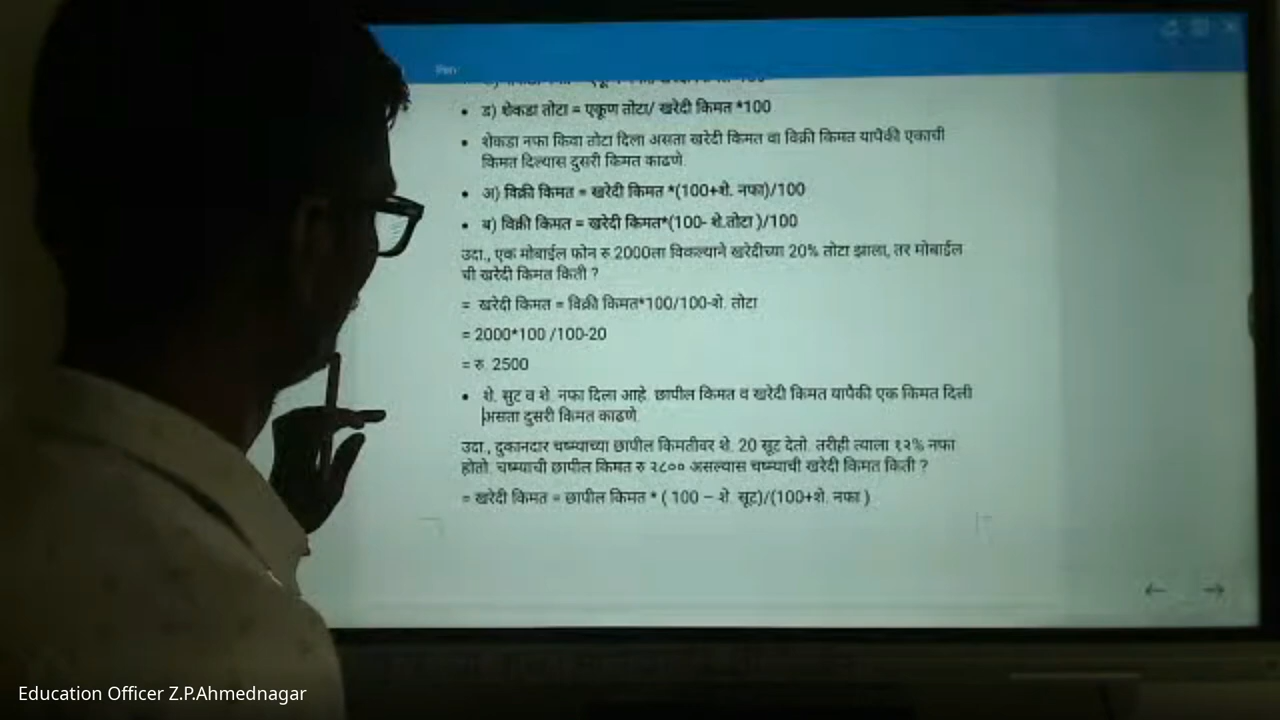 • ड) शेकडा तोटा = एकूण तोटा/ खरेदी किमत *100
• शेकडा नफा किवा तोटा दिला असता खरेदी किमत वा विक्री किमत यापैकी एकाची
किमत दिल्यास दुसरी किमत काढणे
• अ) विक्री किमत = खरेदी किमत *(100+शे. नफा)/100
• ब) विक्री किमत = खरेदी किमत*(100- शे.तोटा )/100
उदा., एक मोबाईल फोन रु 2000ला विकल्याने खरेदीच्या 20% तोटा झाला, तर मोबाईल
ची खरेदी किमत किती ?
= खरेदी किमत = विक्री किमत*100/100-शे. तोटा
= 2000*100 /100-20
= रु. 2500
• शे. सुट व शे. नफा दिला आहे. छापील किमत व खरेदी किमत यापैकी एक किमत दिली
असता दुसरी किमत काढणे
उदा., दुकानदार चष्म्याच्या छापील किमतीवर शे. 20 सूट देतो. तरीही त्याला १२% नफा
होतो. चष्म्याची छापील किमत रु २८०० असल्यास चष्म्याची खरेदी किमत किती ?
= खरेदी किमत = छापील किमत * ( 100 – शे. सूट)/(100+शे. नफा )
Education Officer Z.P.Ahmednagar